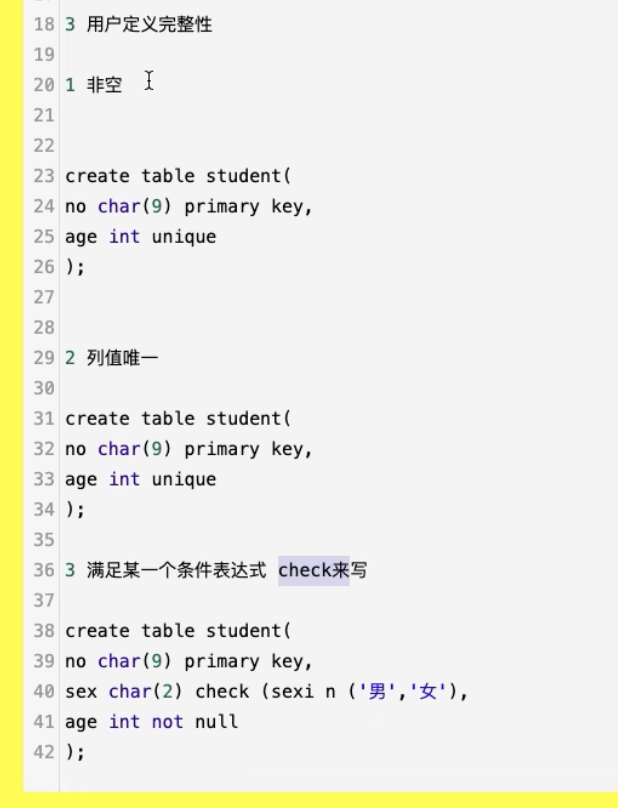 18 3 用户定义完整性
19
20 1 非空
21
22
23 create table student(
24 no char(9) primary key,
25 age int unique
26 );
27
28
29 2 列值唯一
30
31 create table student(
32 no char(9) primary key,
33 age int unique
34 );
35
36 3 满足某一个条件表达式 check来写
37
38 create table student(
39 no char(9) primary key,
40 sex char(2) check (sexi n ('男','女'),
41 age int not null
42 );